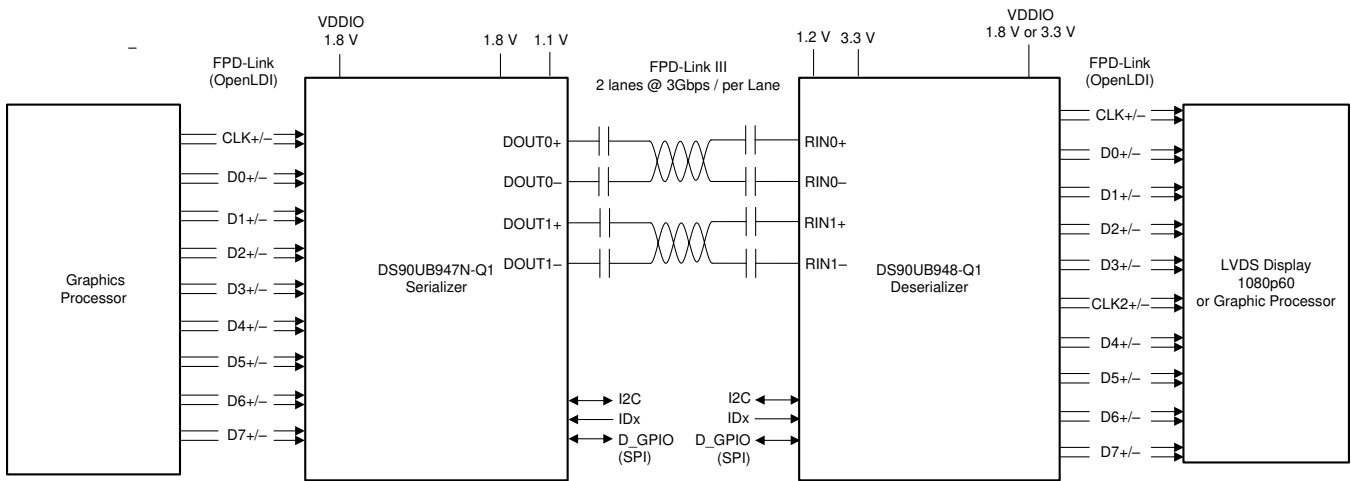 VDDIO
1.8 V
1.8 V
1.1 V
FPD-Link III
2 lanes @ 3Gbps / per Lane
1.2 V
3.3 V
VDDIO
1.8 V or 3.3 V
–
FPD-Link
(OpenLDI)
FPD-Link
(OpenLDI)
Graphics
Processor
CLK+/–
D0+/–
D1+/–
D2+/–
D3+/–
D4+/–
D5+/–
D6+/–
D7+/–
DS90UB947N-Q1
Serializer
DOUT0+
DOUT0–
DOUT1+
DOUT1–
I2C
IDx
D_GPIO
(SPI)
RIN0+
RIN0–
RIN1+
RIN1–
I2C
IDx
D_GPIO
(SPI)
DS90UB948-Q1
Deserializer
CLK+/–
D0+/–
D1+/–
D2+/–
D3+/–
CLK2+/–
D4+/–
D5+/–
D6+/–
D7+/–
LVDS Display
1080p60
or Graphic Processor